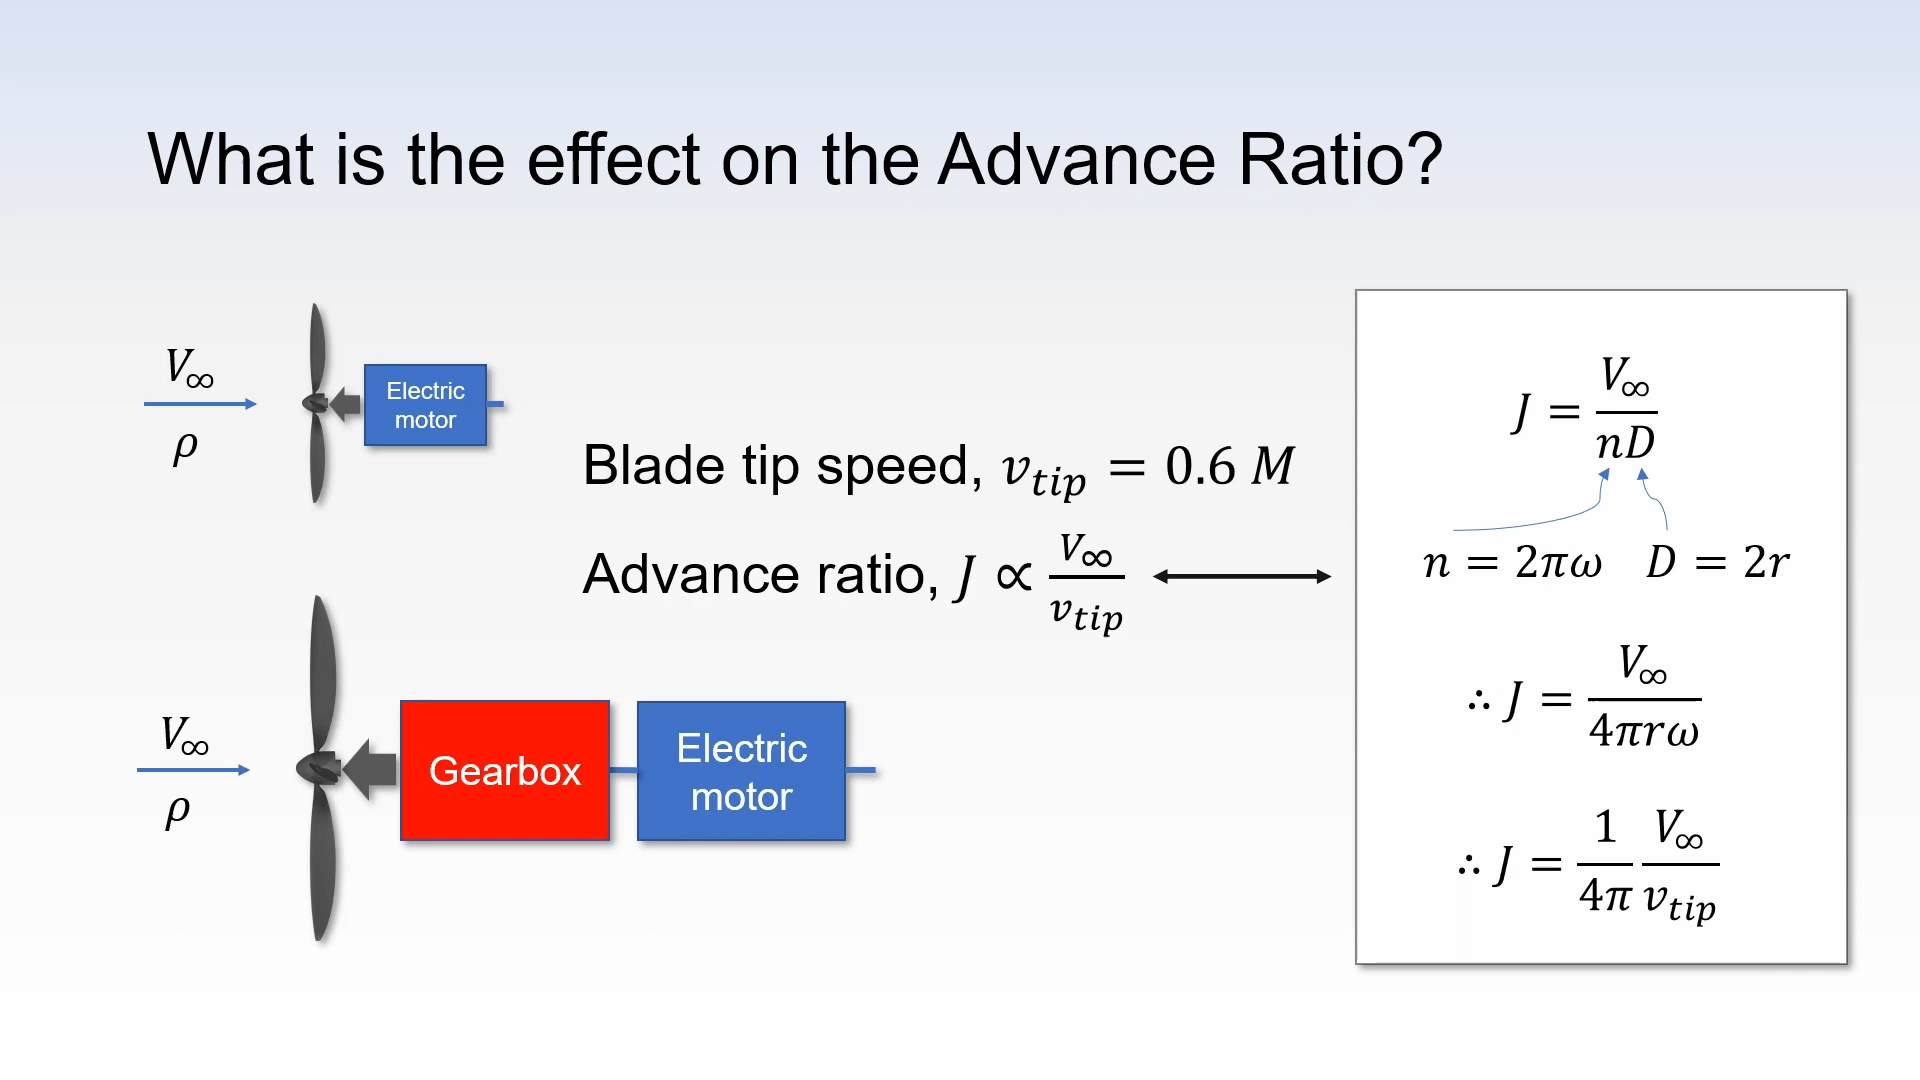 What is the effect on the Advance Ratio?
V∞
ρ
Electric
motor
Blade tip speed, v_tip = 0.6 M
Advance ratio, J ∝ V∞/v_tip
V∞
ρ
Gearbox
Electric
motor
J = V∞/nD
n = 2πω D = 2r
∴ J = V∞/4πrω
∴ J = 1/4π V∞/v_tip